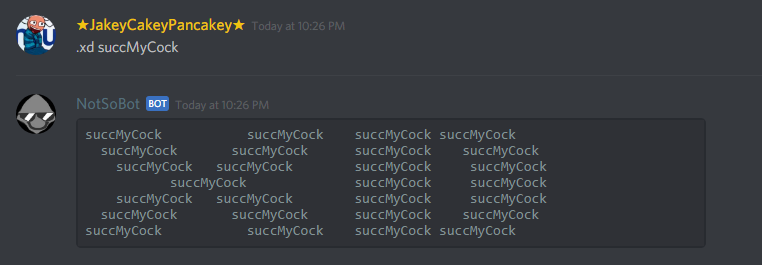 ★JakeyCakeyPancakey★ Today at 10:26 PM
.xd succMyCock
NotSoBot BOT Today at 10:26 PM
succMyCock           succMyCock    succMyCock succMyCock
  succMyCock       succMyCock      succMyCock    succMyCock
    succMyCock   succMyCock        succMyCock     succMyCock
           succMyCock              succMyCock     succMyCock
    succMyCock   succMyCock        succMyCock     succMyCock
  succMyCock       succMyCock      succMyCock    succMyCock
succMyCock           succMyCock    succMyCock succMyCock